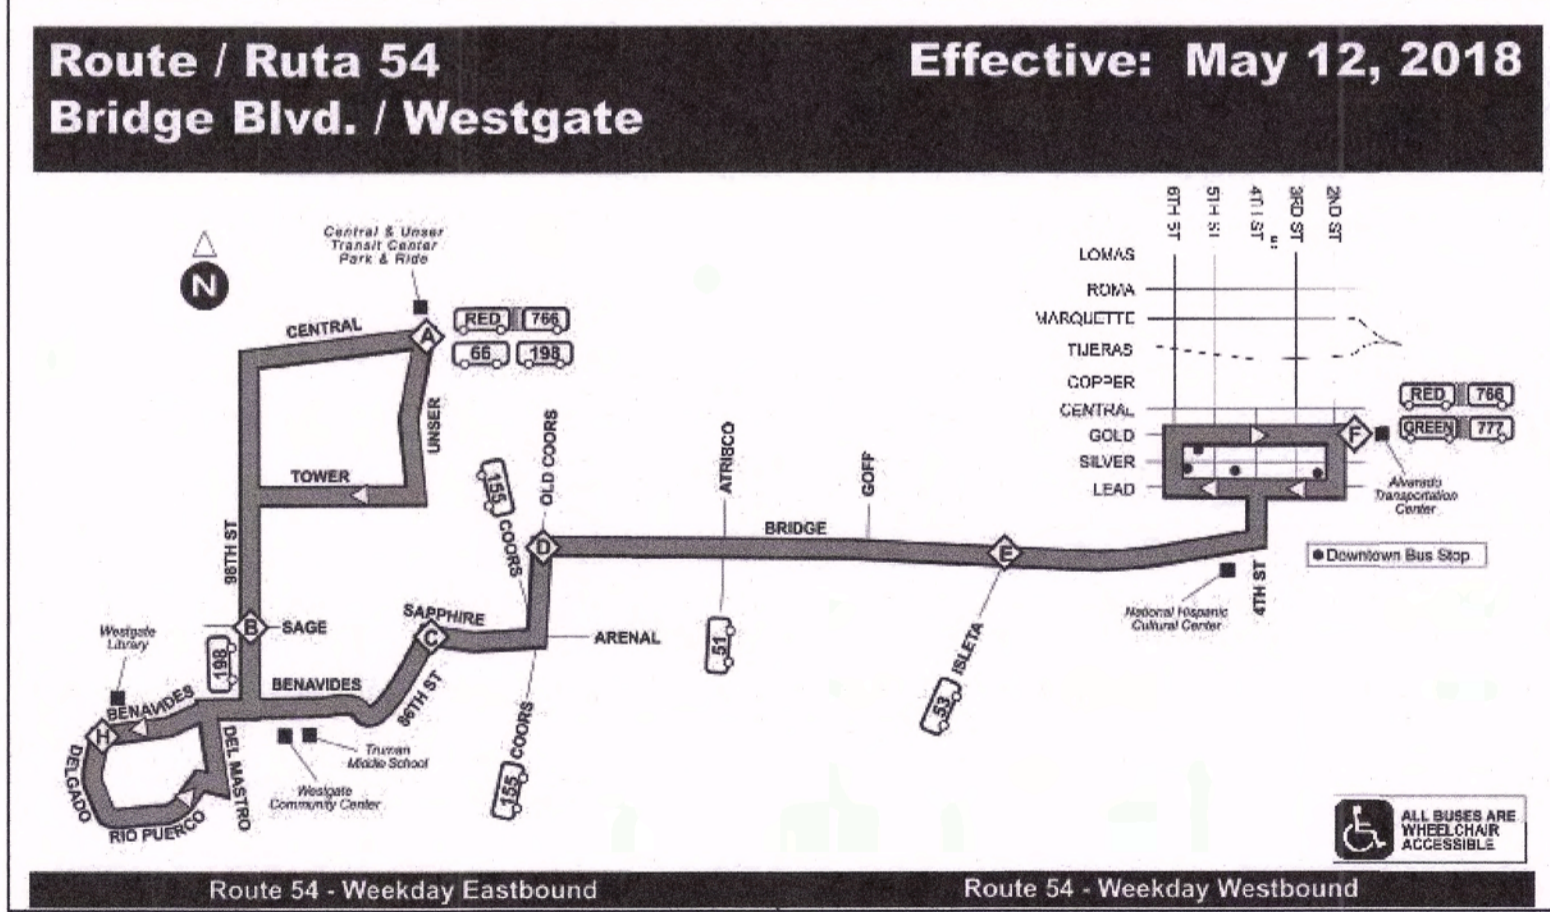 Route / Ruta 54
Effective: May 12, 2018
Bridge Blvd. / Westgate
Central & Unser
Transit Center
Park & Ride
N
CENTRAL
A
RED 766
66 198
UNSER
TOWER
98TH ST
B
SAGE
198
Westgate
Library
BENAVIDES
BENAVIDES
H
DELGADO
RIO PUERCO
DEL MASTRO
Truman
Middle School
Westgate
Community Center
86TH ST
SAPPHIRE
C
155
COORS
OLD COORS
D
ARENAL
COORS
155
ATRISCO
BRIDGE
GOFF
51
E
ISLETA
53
6TH ST
5TH ST
4TH ST
3RD ST
2ND ST
LOMAS
ROMA
MARQUETTE
TIJERAS
COPPER
CENTRAL
GOLD
SILVER
LEAD
F
RED 766
GREEN 777
Alvarado
Transportation
Center
Downtown Bus Stop
4TH ST
National Hispanic
Cultural Center
ALL BUSES ARE
WHEELCHAIR
ACCESSIBLE
Route 54 - Weekday Eastbound
Route 54 - Weekday Westbound